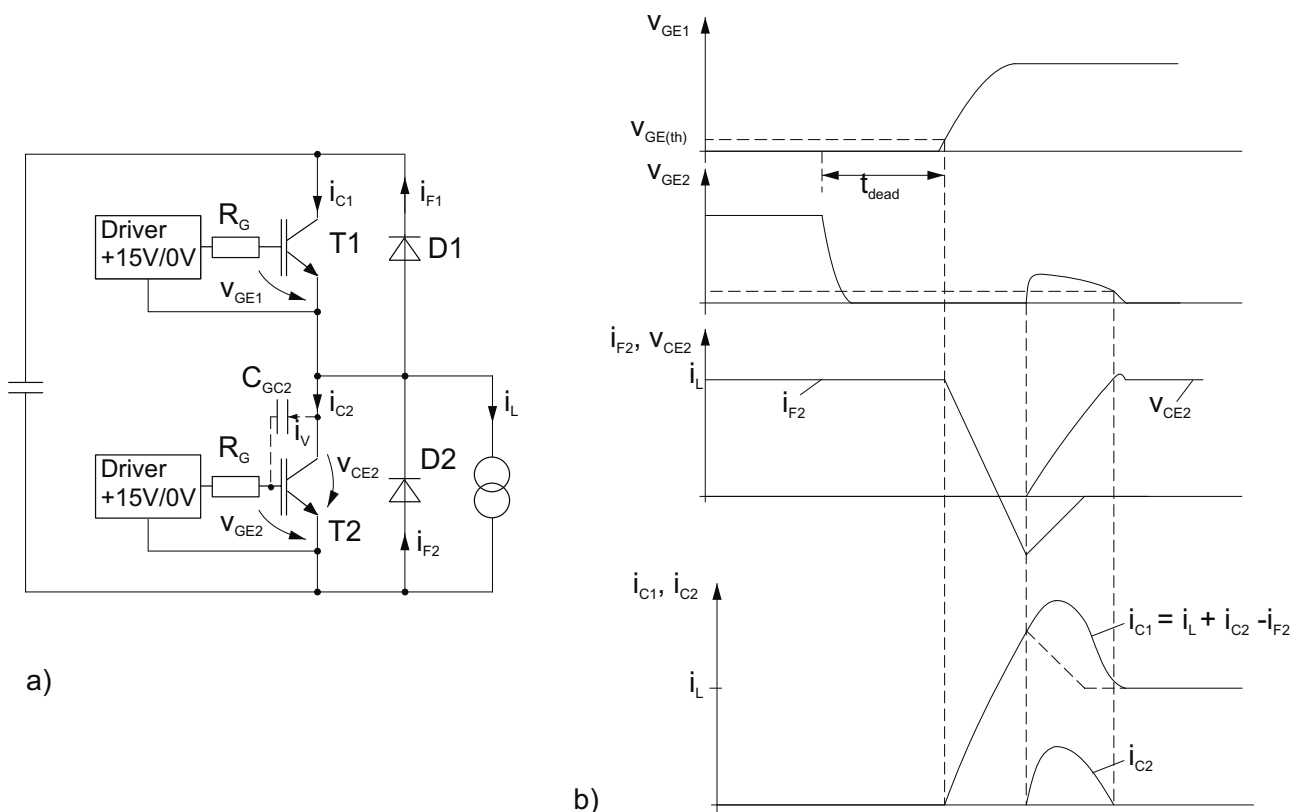 i_C1
i_F1
Driver
+15V/0V
R_G
T1
D1
v_GE1
C_GC2
i_C2
i_L
i_V
Driver
+15V/0V
R_G
v_CE2
D2
v_GE2
T2
i_F2
a)
v_GE1
v_GE(th)
v_GE2
t_dead
i_F2, v_CE2
i_L
i_F2
v_CE2
i_C1, i_C2
i_C1 = i_L + i_C2 -i_F2
i_L
i_C2
b)